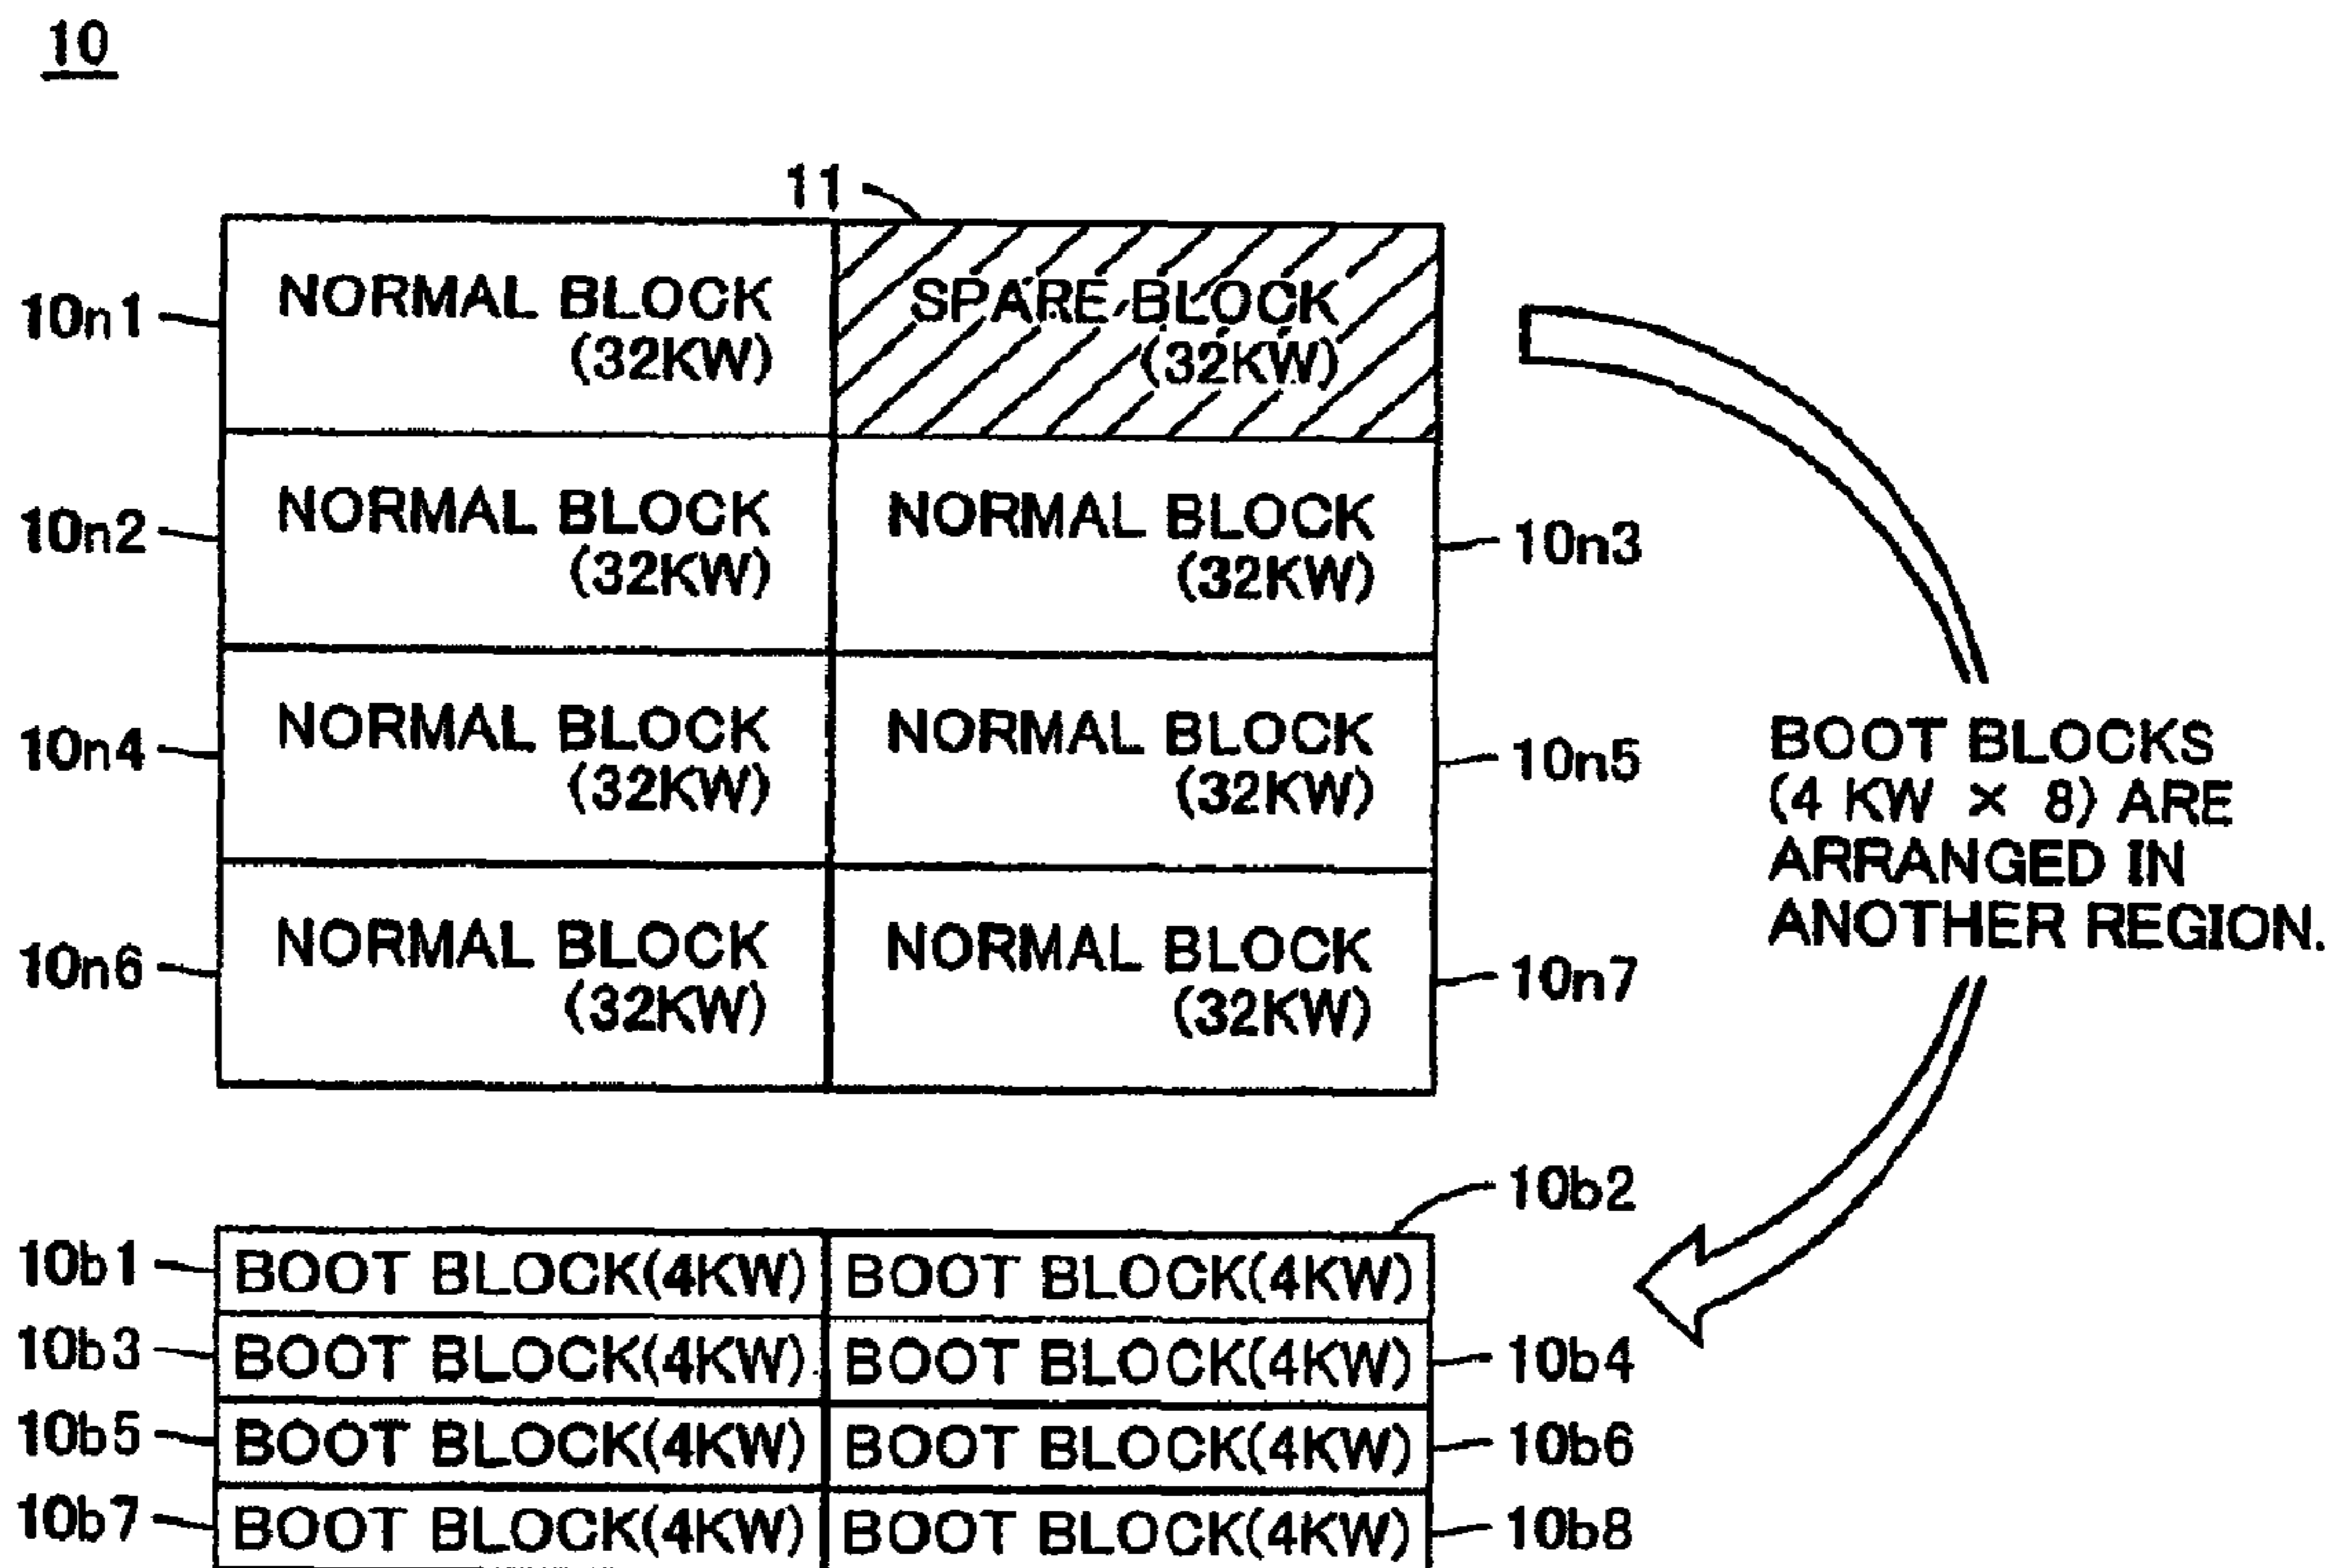 10
11
10n1
NORMAL BLOCK
(32KW)
SPARE BLOCK
(32KW)
10n2
NORMAL BLOCK
(32KW)
NORMAL BLOCK
(32KW)
10n3
10n4
NORMAL BLOCK
(32KW)
NORMAL BLOCK
(32KW)
10n5
10n6
NORMAL BLOCK
(32KW)
NORMAL BLOCK
(32KW)
10n7
BOOT BLOCKS
(4 KW × 8) ARE
ARRANGED IN
ANOTHER REGION.
10b2
10b1
BOOT BLOCK(4KW)
BOOT BLOCK(4KW)
10b3
BOOT BLOCK(4KW)
BOOT BLOCK(4KW)
10b4
10b5
BOOT BLOCK(4KW)
BOOT BLOCK(4KW)
10b6
10b7
BOOT BLOCK(4KW)
BOOT BLOCK(4KW)
10b8